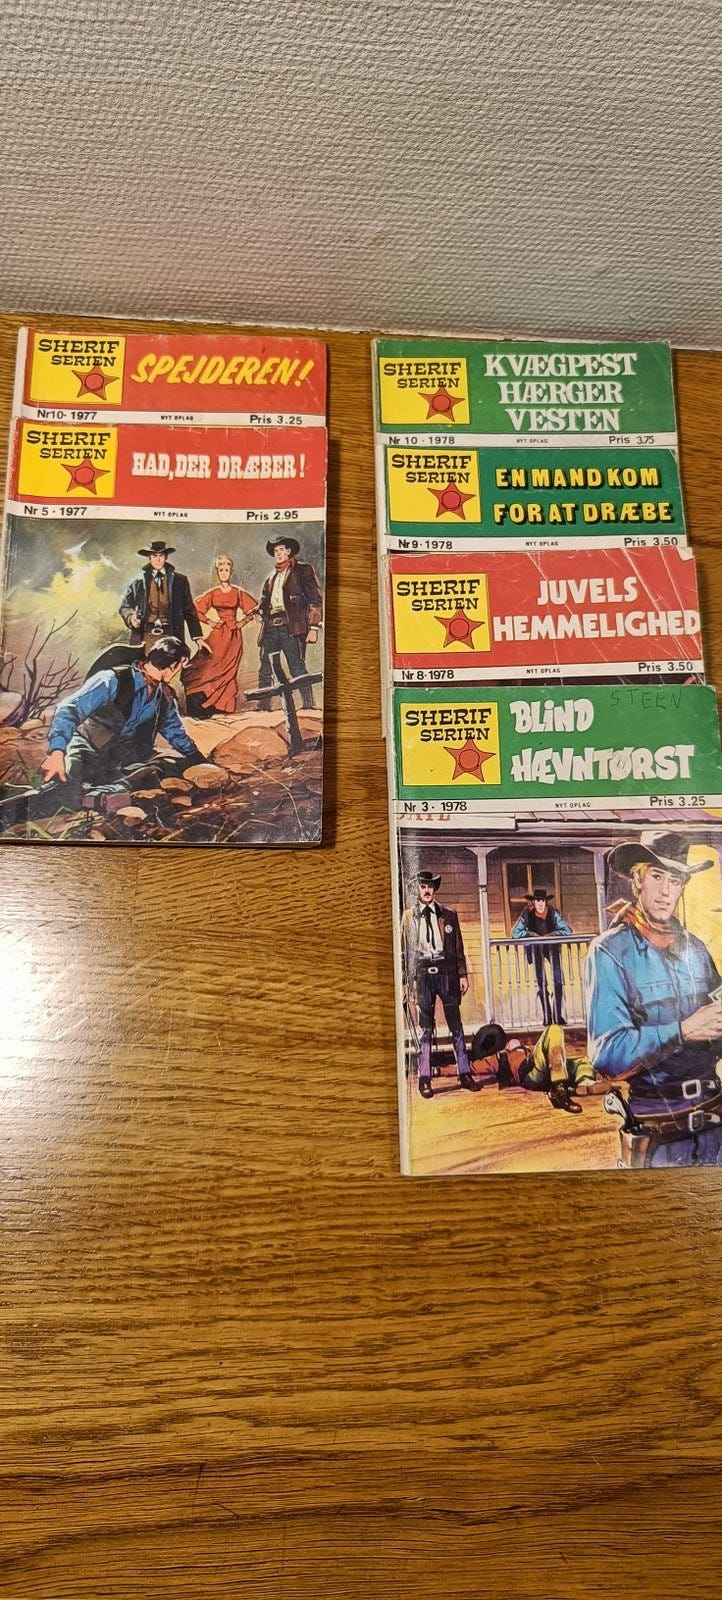 SHERIF
SERIEN
SPEJDEREN!
Nr10·1977 NYT OPLAG Pris 3.25
SHERIF
SERIEN
HAD, DER DRÆBER!
Nr 5·1977 NYT OPLAG Pris 2.95
SHERIF
SERIEN
KVÆGPEST
HÆRGER
VESTEN
Nr 10·1978 NYT OPLAG Pris 3.75
SHERIF
SERIEN
EN MAND KOM
FOR AT DRÆBE
Nr9·1978 NYT OPLAG Pris 3.50
SHERIF
SERIEN
JUVELS
HEMMELIGHED
Nr 8·1978 NYT OPLAG Pris 3.50
STEEN
SHERIF
SERIEN
BLIND
HÆVNTØRST
Nr 3·1978 NYT OPLAG Pris 3.25